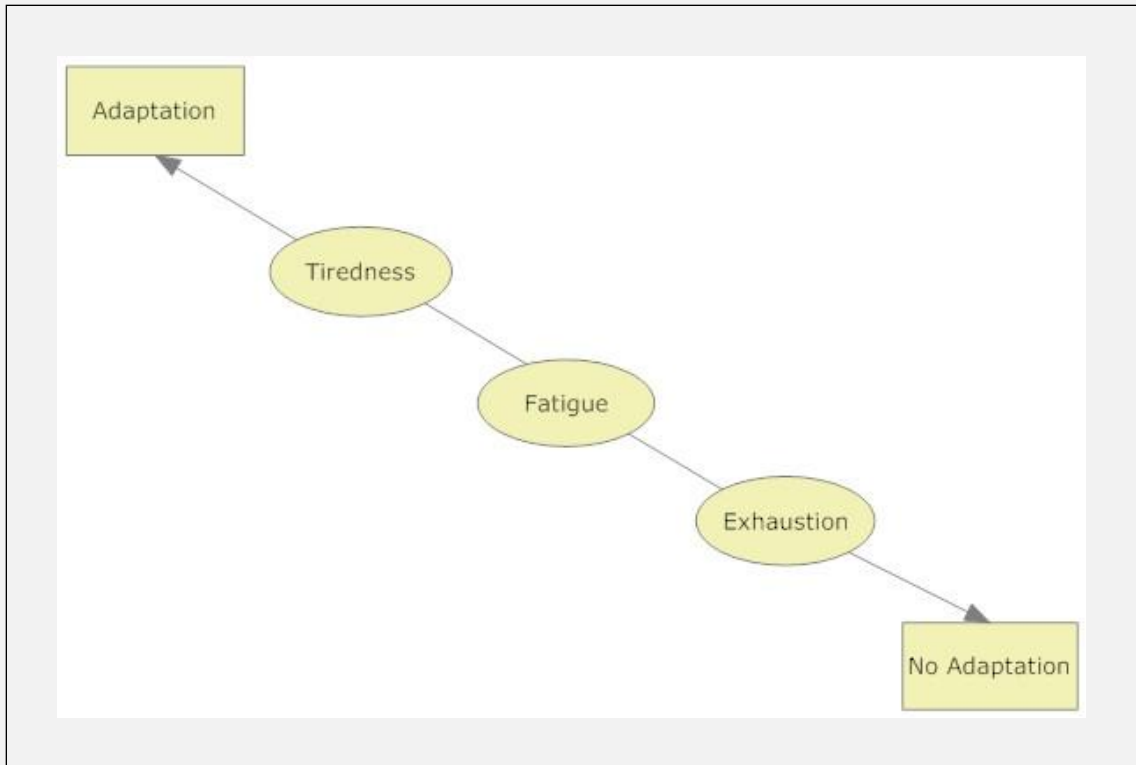 Adaptation
Tiredness
Fatigue
Exhaustion
No Adaptation